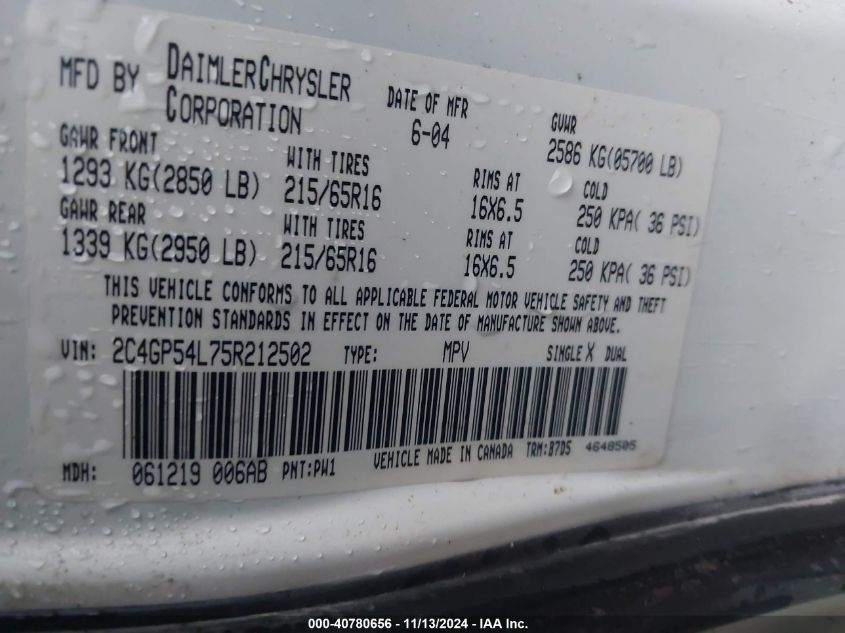 MFD BY DAIMLERCHRYSLER CORPORATION DATE OF MFR 6-04 GVWR 2586 KG(05700 LB)
GAWR FRONT WITH TIRES RIMS AT COLD
1293 KG(2850 LB) 215/65R16 16X6.5 250 KPA( 36 PSI)
GAWR REAR WITH TIRES RIMS AT COLD
1339 KG(2950 LB) 215/65R16 16X6.5 250 KPA( 36 PSI)
THIS VEHICLE CONFORMS TO ALL APPLICABLE FEDERAL MOTOR VEHICLE SAFETY AND THEFT
PREVENTION STANDARDS IN EFFECT ON THE DATE OF MANUFACTURE SHOWN ABOVE.
VIN: 2C4GP54L75R212502 TYPE: MPV SINGLE X DUAL
MDH: 061219 006AB PNT:PW1 VEHICLE MADE IN CANADA TRM:B7D5 4648505
000-40780656 - 11/13/2024 - IAA Inc.